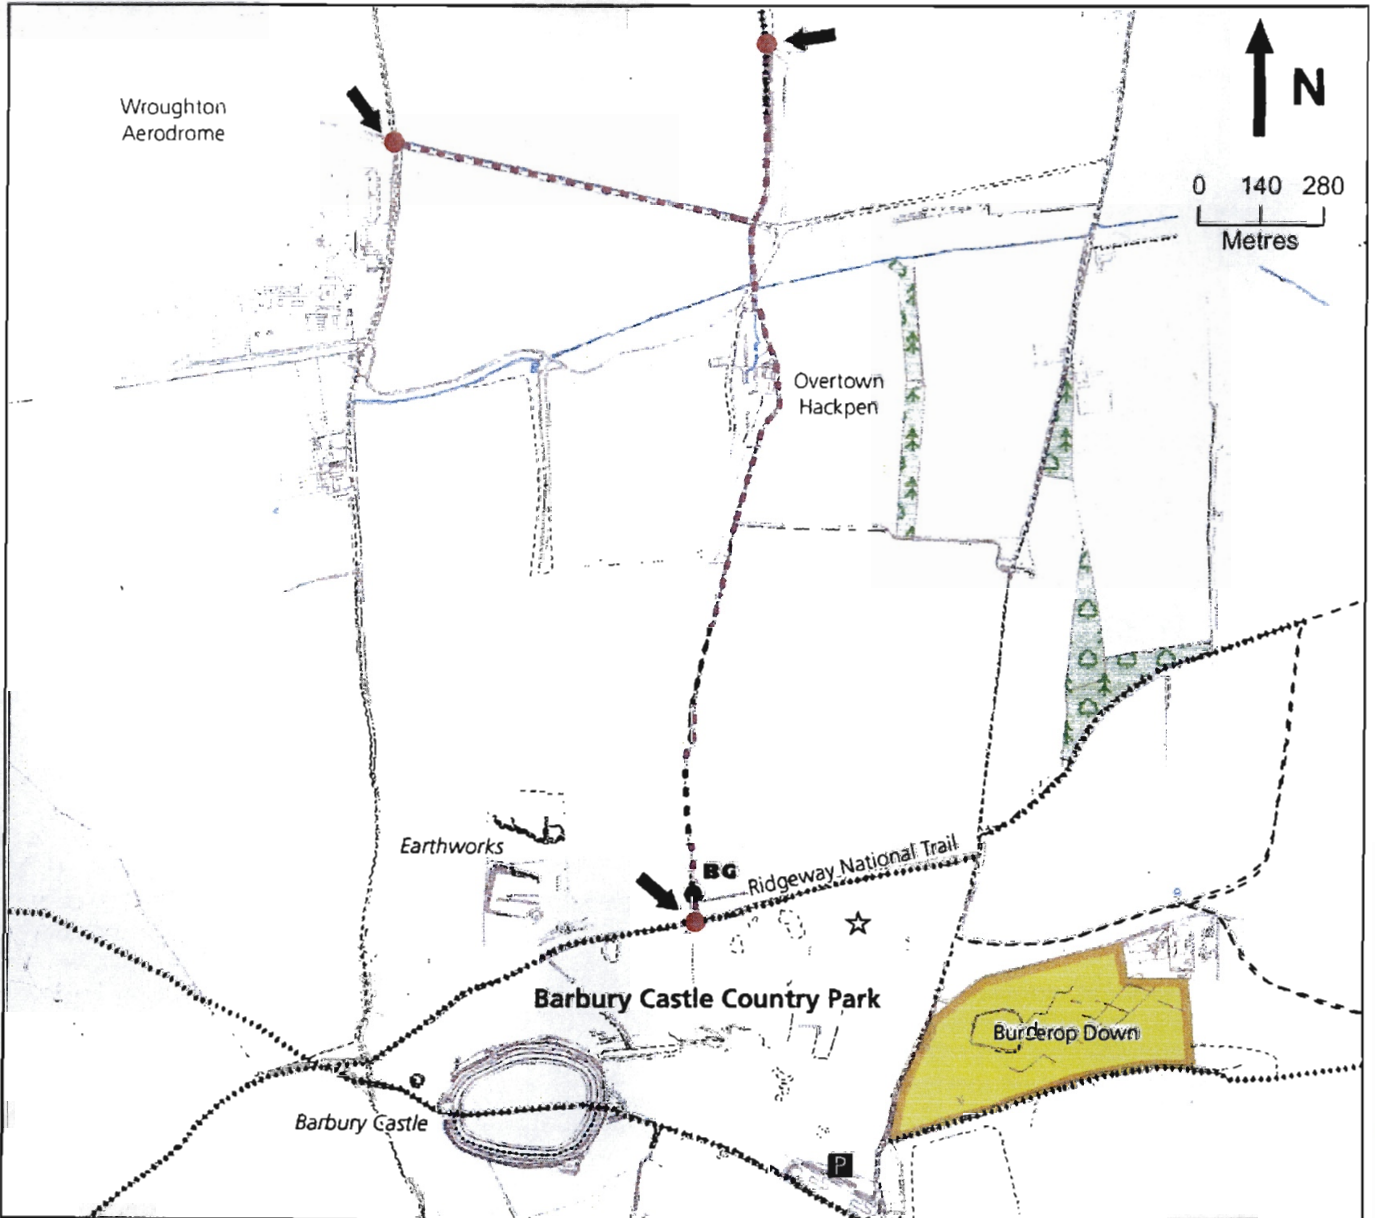 Wroughton
Aerodrome
N
0 140 280
Metres
Overtown
Hackpen
Earthworks
BG
Ridgeway National Trail
Barbury Castle Country Park
Burderop Down
Barbury Castle
P